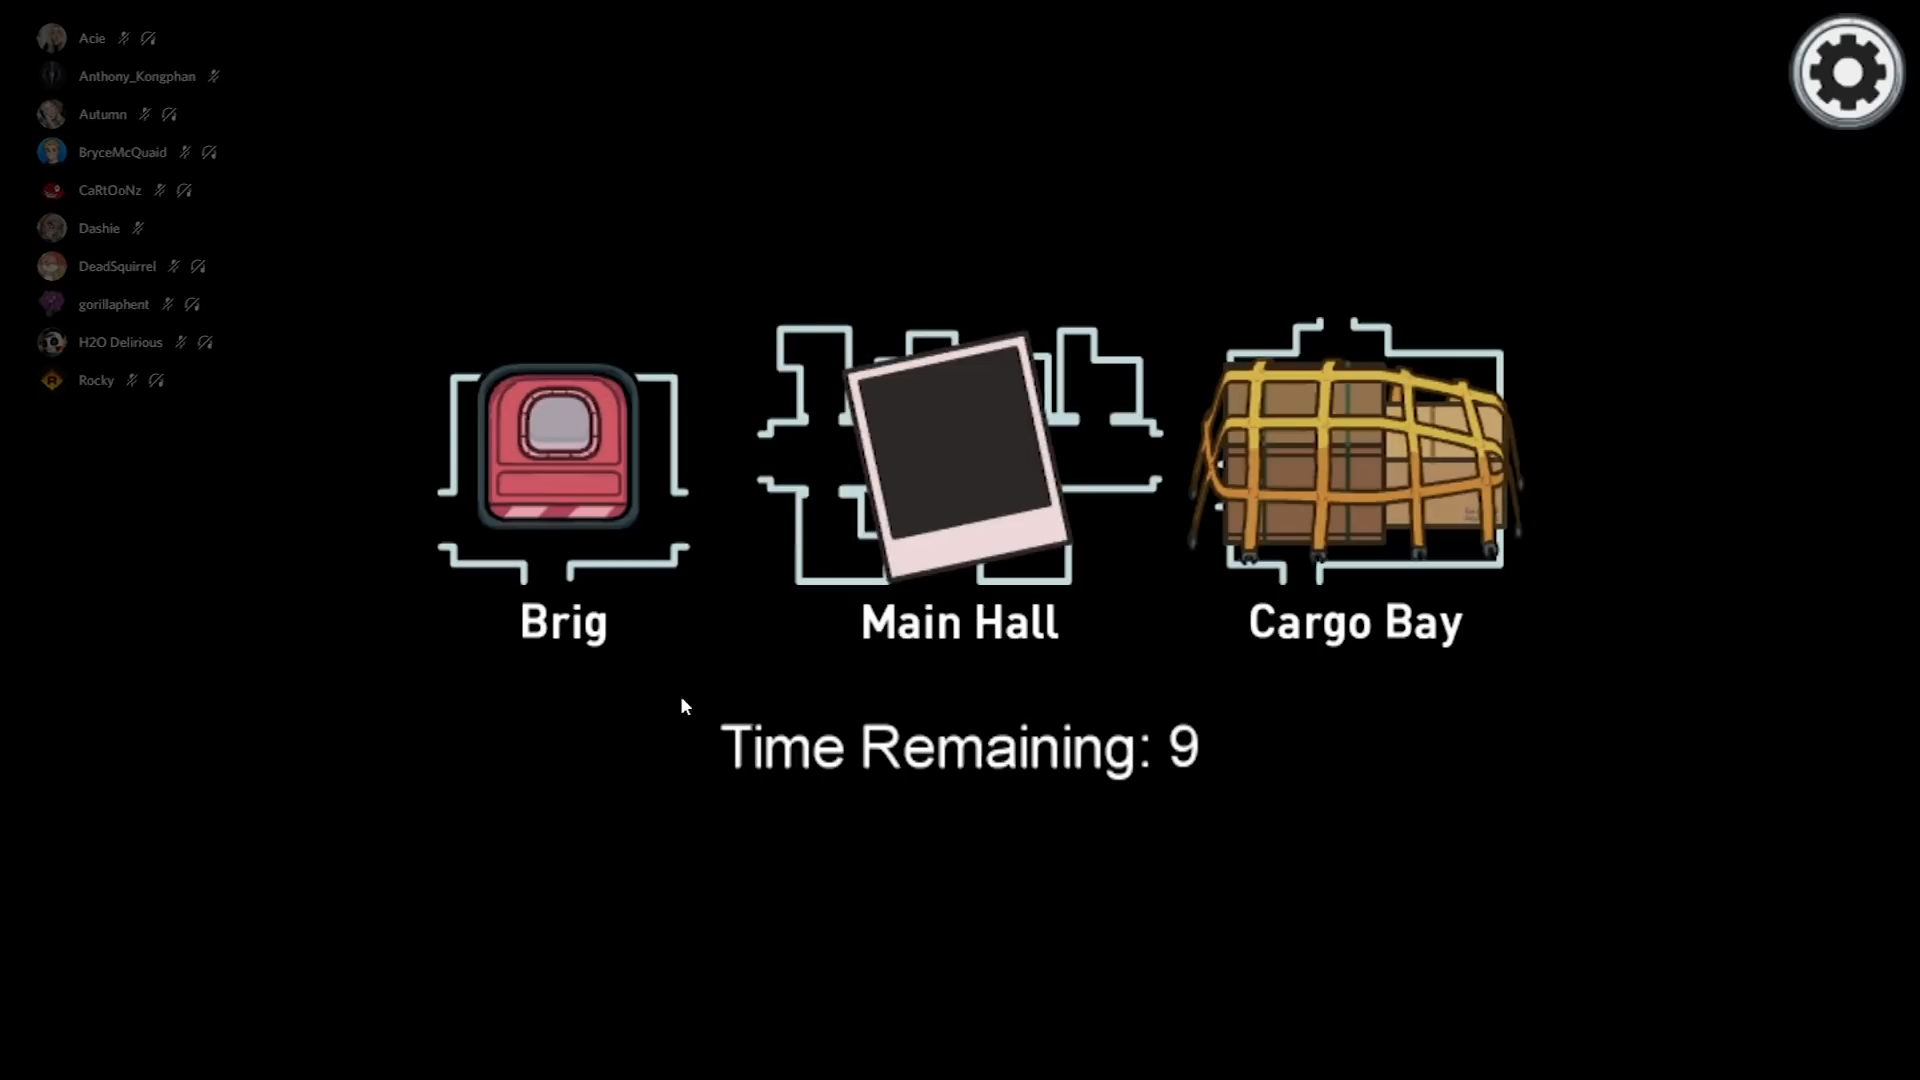 Acie
Anthony_Kongphan
Autumn
BryceMcQuaid
CaRtOoNz
Dashie
DeadSquirrel
gorillaphent
H2O Delirious
Rocky
Brig
Main Hall
Cargo Bay
Time Remaining: 9